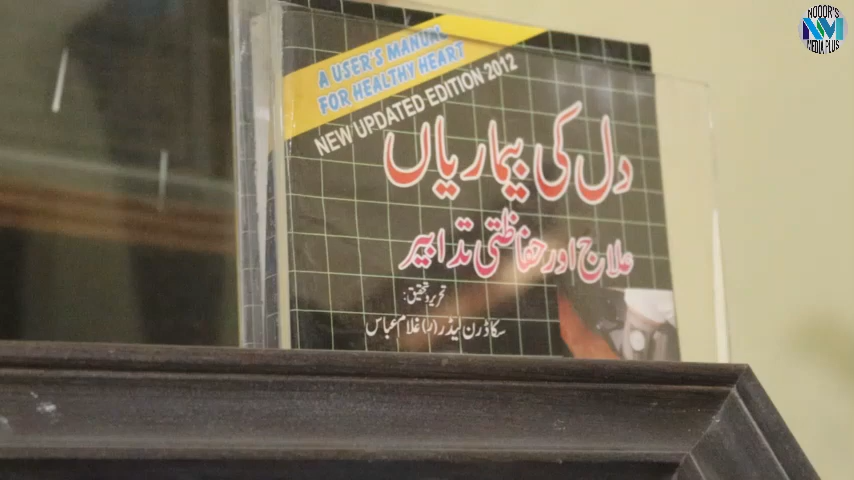 NOOOR'S
MEDIA PLUS
A USER'S MANUAL
FOR HEALTHY HEART
NEW UPDATED EDITION 2012
دل کی بیماریاں
علاج اور حفاظتی تدابیر
تحریر و تحقیق:
سکاڈرن لیڈر (ر) غلام عباس